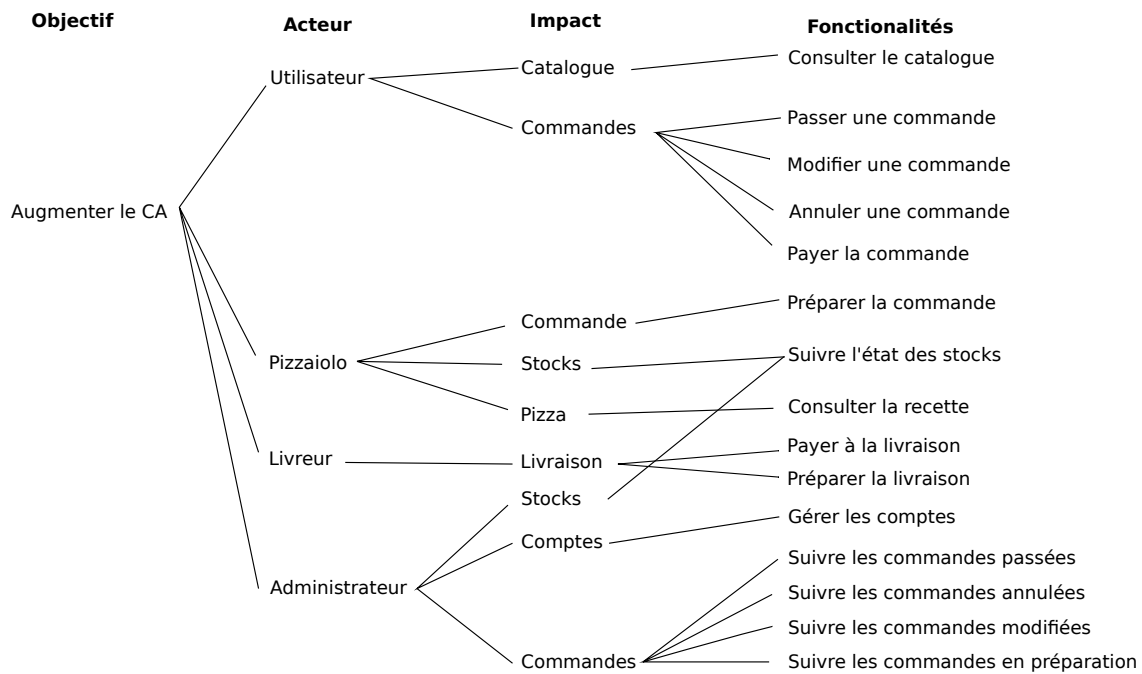 Objectif
Acteur
Impact
Fonctionalités
Utilisateur
Catalogue
Consulter le catalogue
Commandes
Passer une commande
Modifier une commande
Annuler une commande
Payer la commande
Augmenter le CA
Pizzaiolo
Commande
Préparer la commande
Stocks
Suivre l'état des stocks
Pizza
Consulter la recette
Livreur
Livraison
Payer à la livraison
Préparer la livraison
Administrateur
Stocks
Comptes
Gérer les comptes
Commandes
Suivre les commandes passées
Suivre les commandes annulées
Suivre les commandes modifiées
Suivre les commandes en préparation